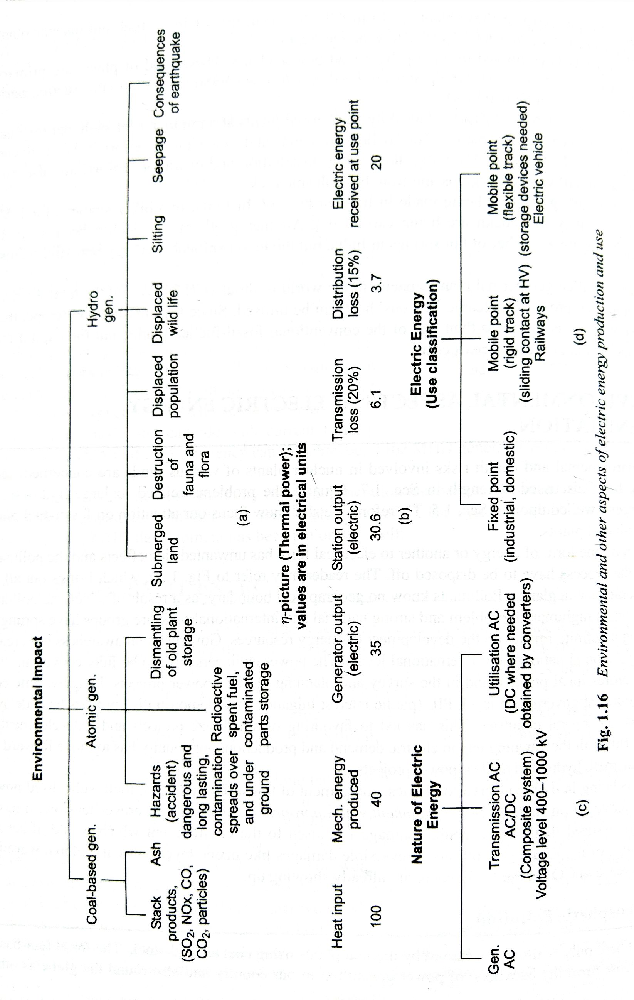 Environmental Impact
Coal-based gen.
Atomic gen.
Hydro
gen.
Stack
products,
(SO2, NOx, CO,
CO2, particles)
Ash
Hazards
(accident)
dangerous and
long lasting,
contamination
spreads over
and under
ground
Radioactive
spent fuel,
contaminated
parts storage
Dismantling
of old plant
storage
Submerged
land
Destruction
of
fauna and
flora
Displaced
population
Displaced
wild life
Silting
Seepage
Consequences
of earthquake
(a)
η-picture (Thermal power);
values are in electrical units
Heat input
100
Mech. energy
produced
40
Generator output
(electric)
35
Station output
(electric)
30.6
Transmission
loss (20%)
6.1
Distribution
loss (15%)
3.7
Electric energy
received at use point
20
(b)
Nature of Electric
Energy
Gen.
AC
Transmission AC
AC/DC
(Composite system)
Voltage level 400–1000 kV
Utilisation AC
(DC where needed
obtained by converters)
(c)
Electric Energy
(Use classification)
Fixed point
(industrial, domestic)
Mobile point
(rigid track)
(sliding contact at HV)
Railways
Mobile point
(flexible track)
(storage devices needed)
Electric vehicle
(d)
Fig. 1.16 Environmental and other aspects of electric energy production and use